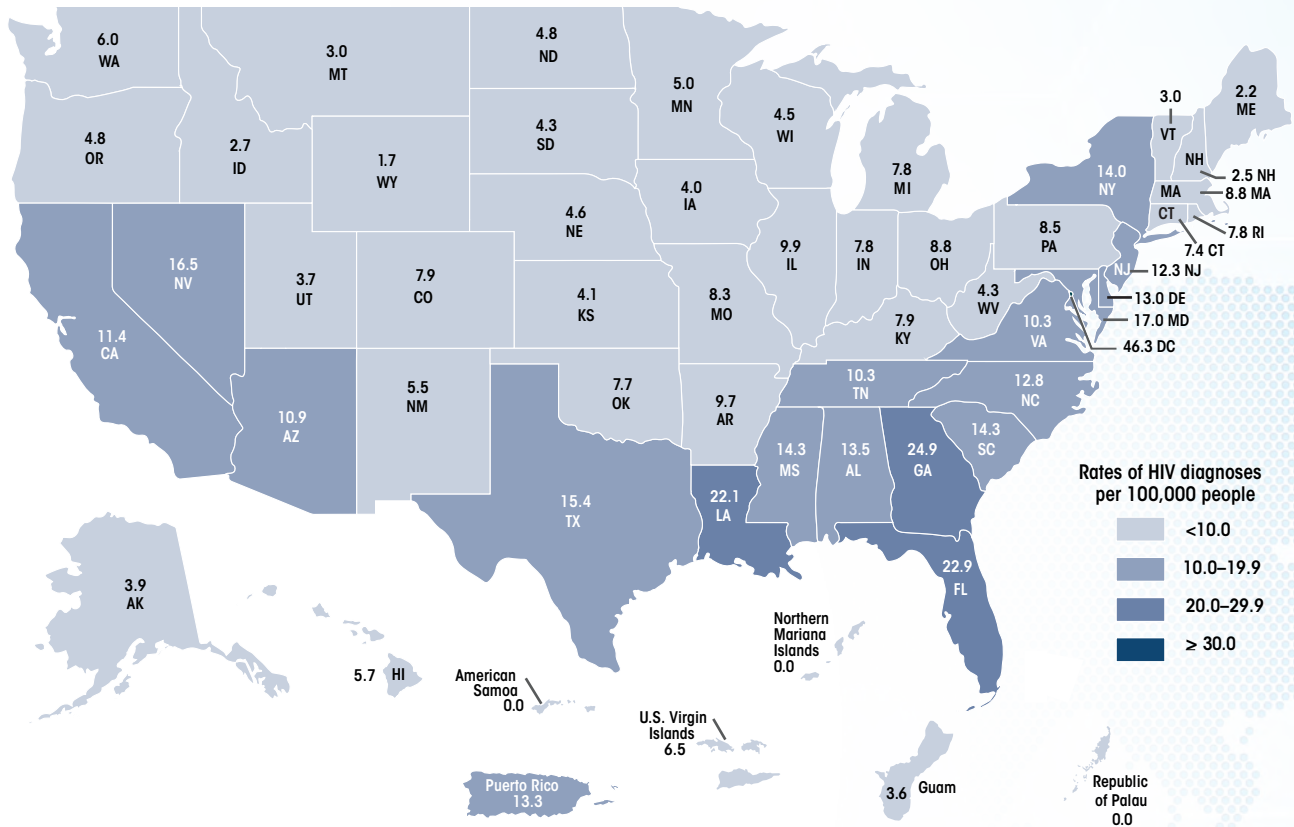 6.0
WA
3.0
MT
4.8
ND
5.0
MN
4.5
WI
7.8
MI
3.0
VT
2.2
ME
4.8
OR
2.7
ID
1.7
WY
4.3
SD
4.0
IA
14.0
NY
NH
2.5 NH
MA
8.8 MA
CT
7.8 RI
7.4 CT
16.5
NV
3.7
UT
7.9
CO
4.6
NE
9.9
IL
7.8
IN
8.8
OH
8.5
PA
NJ
12.3 NJ
13.0 DE
17.0 MD
46.3 DC
11.4
CA
4.1
KS
8.3
MO
7.9
KY
4.3
WV
10.3
VA
10.9
AZ
5.5
NM
7.7
OK
9.7
AR
10.3
TN
12.8
NC
15.4
TX
22.1
LA
14.3
MS
13.5
AL
24.9
GA
14.3
SC
22.9
FL
Rates of HIV diagnoses
per 100,000 people
<10.0
10.0–19.9
20.0–29.9
≥ 30.0
3.9
AK
5.7
HI
American
Samoa
0.0
Northern
Mariana
Islands
0.0
U.S. Virgin
Islands
6.5
Puerto Rico
13.3
3.6
Guam
Republic
of Palau
0.0